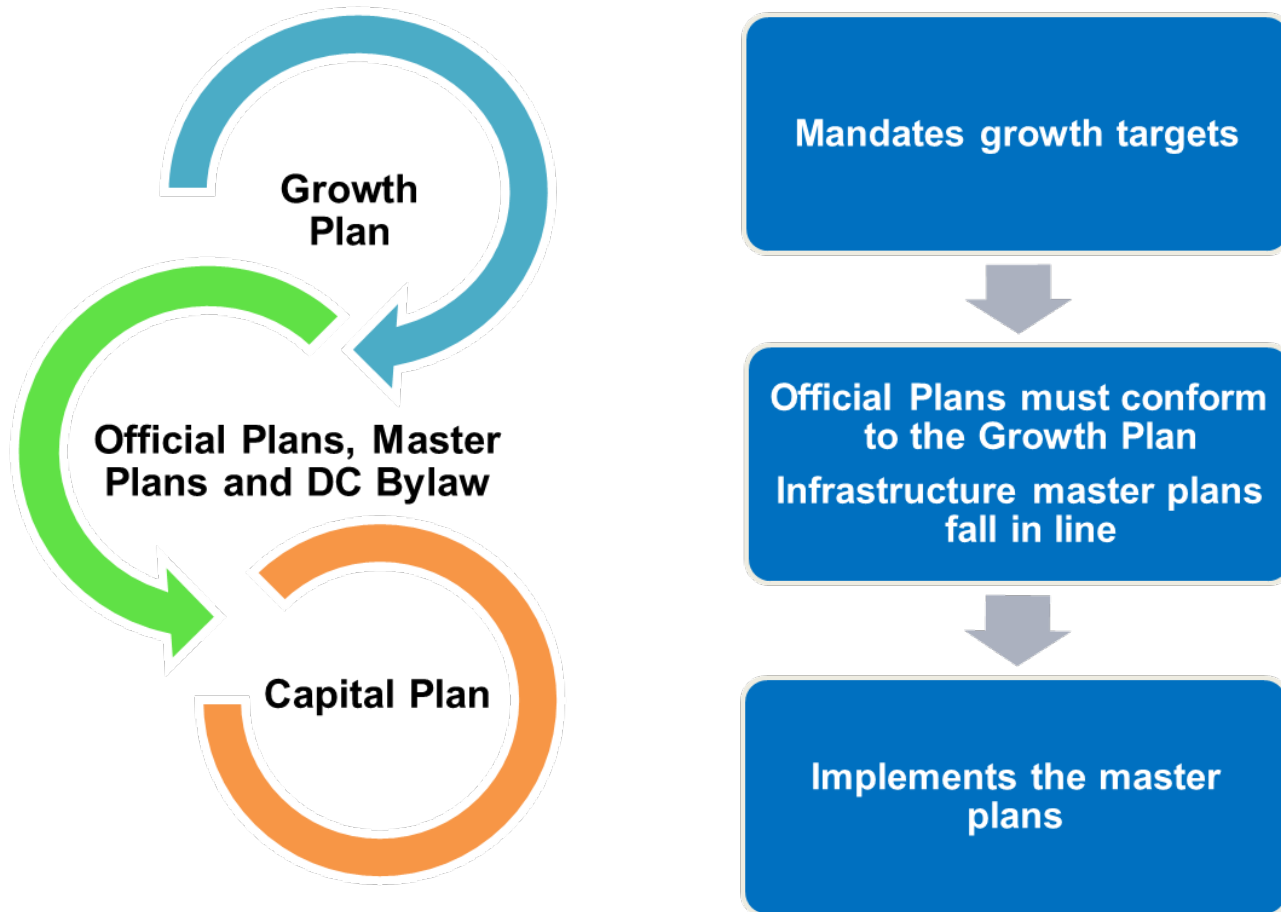 Growth
Plan
Official Plans, Master
Plans and DC Bylaw
Capital Plan
Mandates growth targets
Official Plans must conform
to the Growth Plan
Infrastructure master plans
fall in line
Implements the master
plans